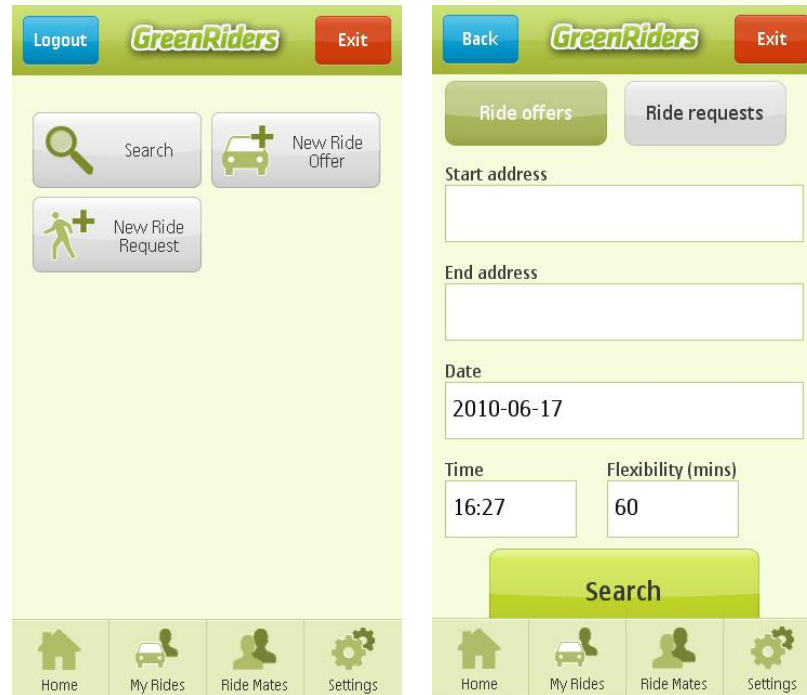 Logout
GreenRiders
Exit
Search
New Ride
Offer
New Ride
Request
Home
My Rides
Ride Mates
Settings
Back
GreenRiders
Exit
Ride offers
Ride requests
Start address
End address
Date
2010-06-17
Time
Flexibility (mins)
16:27
60
Search
Home
My Rides
Ride Mates
Settings